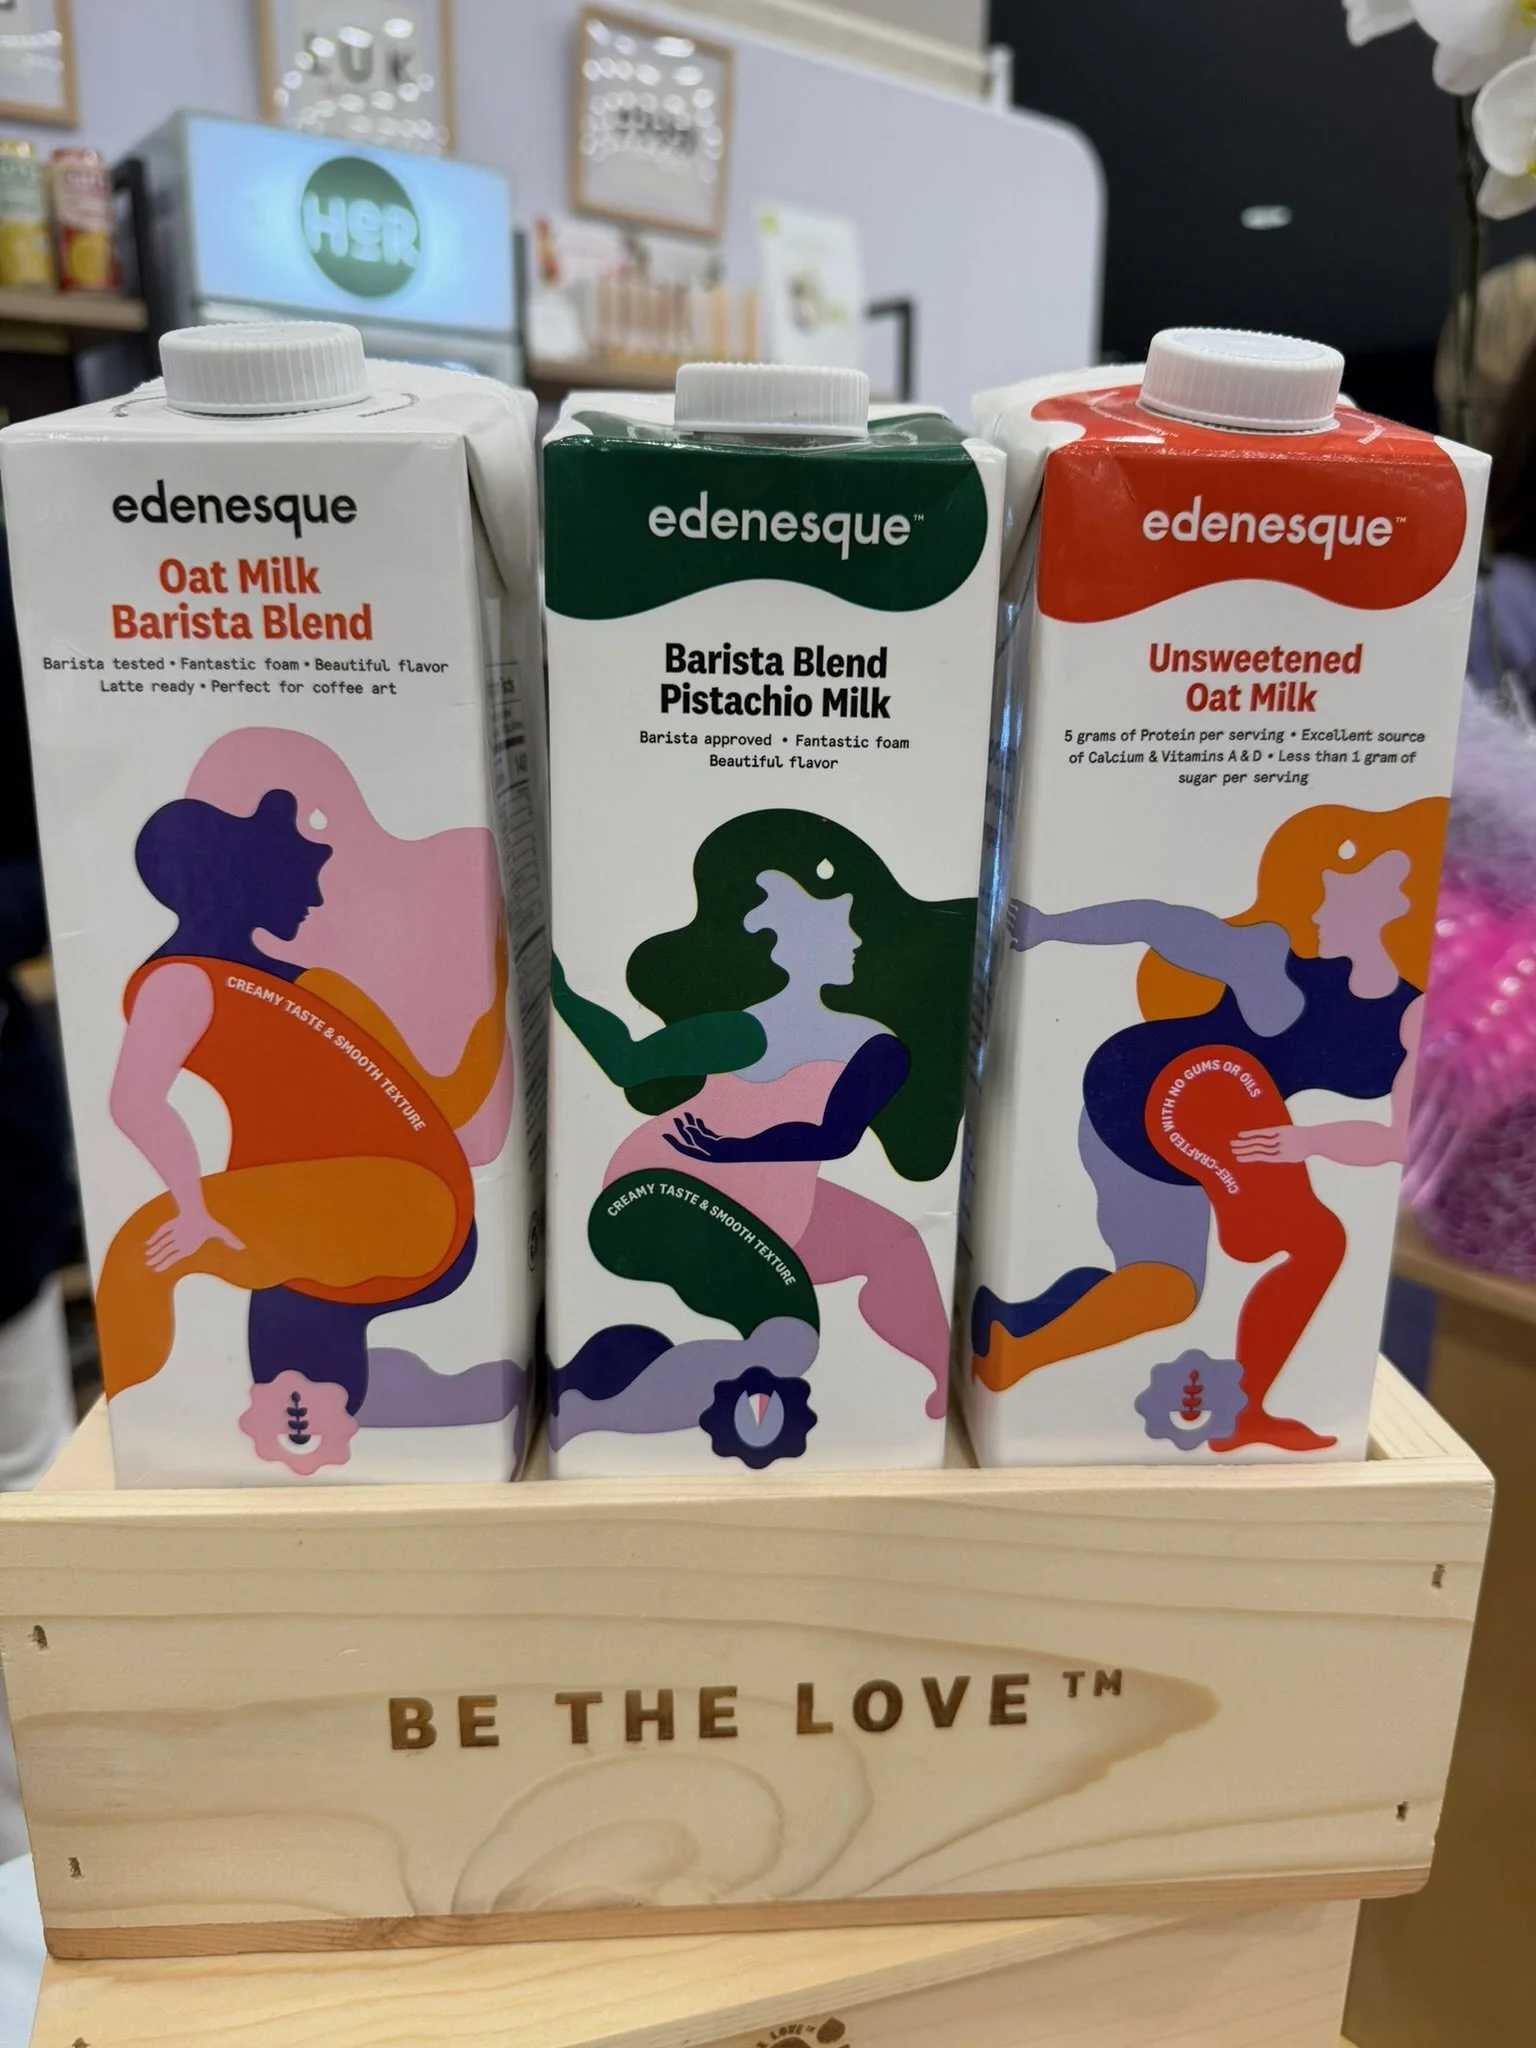 HER
edenesque
Oat Milk
Barista Blend
Barista tested • Fantastic foam • Beautiful flavor
Latte ready • Perfect for coffee art
CREAMY TASTE & SMOOTH TEXTURE
edenesque™
Barista Blend
Pistachio Milk
Barista approved • Fantastic foam
Beautiful flavor
CREAMY TASTE & SMOOTH TEXTURE
edenesque™
Unsweetened
Oat Milk
5 grams of Protein per serving • Excellent source
of Calcium & Vitamins A & D • Less than 1 gram of
sugar per serving
CHEF-CRAFTED WITH NO GUMS OR OILS
BE THE LOVE™
LOVE™